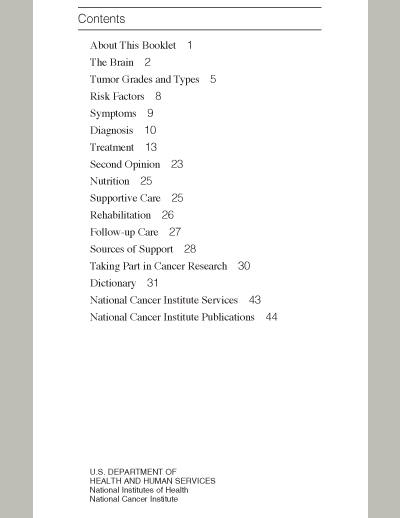 Contents
About This Booklet 1
The Brain 2
Tumor Grades and Types 5
Risk Factors 8
Symptoms 9
Diagnosis 10
Treatment 13
Second Opinion 23
Nutrition 25
Supportive Care 25
Rehabilitation 26
Follow-up Care 27
Sources of Support 28
Taking Part in Cancer Research 30
Dictionary 31
National Cancer Institute Services 43
National Cancer Institute Publications 44
U.S. DEPARTMENT OF
HEALTH AND HUMAN SERVICES
National Institutes of Health
National Cancer Institute